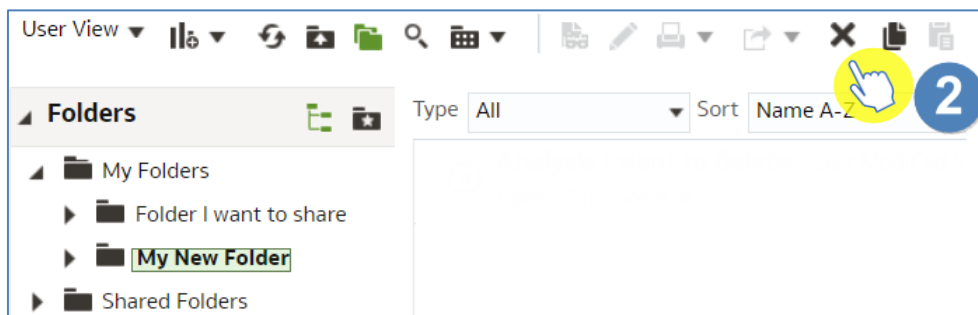 User View
2
Folders
Type All Sort Name A-Z
My Folders
Folder I want to share
My New Folder
Shared Folders